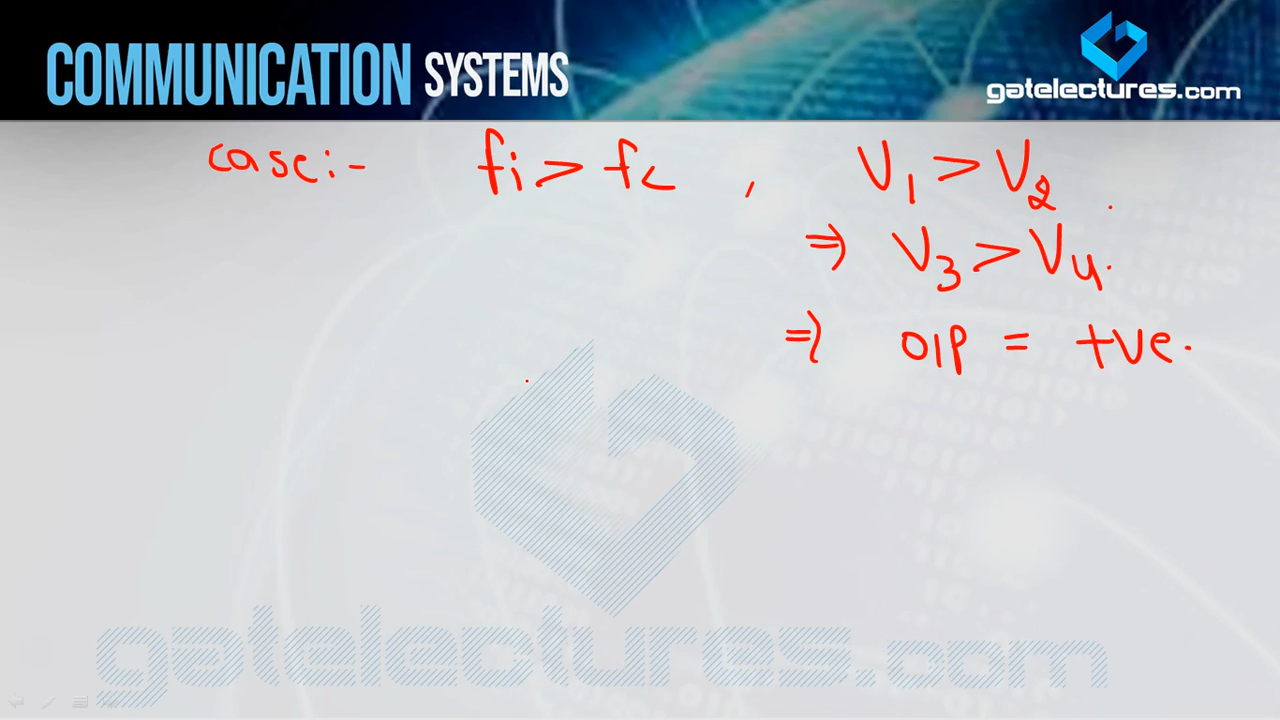 COMMUNICATION SYSTEMS
gatelectures.com
case:- fi > fc , V1 > V2 .
⇒ V3 > V4.
⇒ O/P = +ve.
gatelectures.com